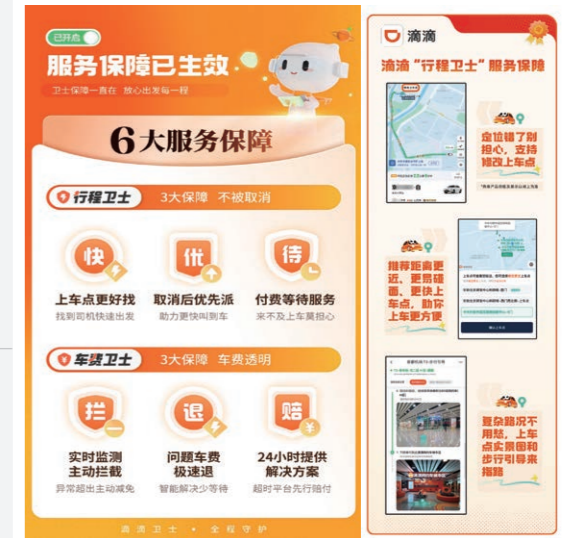 已开启
服务保障已生效
卫士保障一直在 放心出发每一程
6大服务保障
行程卫士 3大保障 不被取消
快 优 待
上车点更好找 取消后优先派 付费等待服务
找到司机快速出发 助力更快叫到车 来不及上车莫担心
车费卫士 3大保障 车费透明
拦 退 赔
实时监测 问题车费 24小时提供
主动拦截 极速退 解决方案
异常超出主动减免 智能解决少等待 超时平台先行赔付
滴滴卫士 · 全程守护
滴滴
滴滴“行程卫士”服务保障
定位错了别
担心，支持
修改上车点
推荐距离更
近、更易碰
面、更快上
车点，助你
上车更方便
复杂路况不
用愁，上车
点实景图和
步行引导来
指路